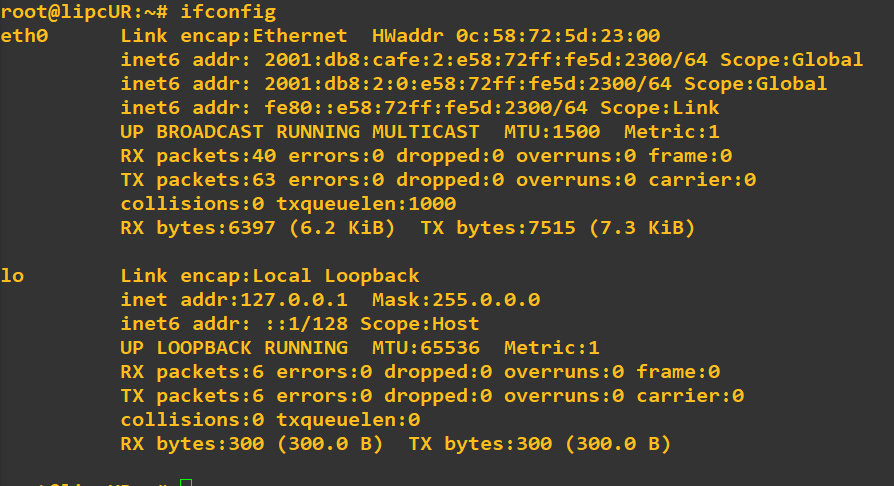 root@lipcUR:~# ifconfig
eth0      Link encap:Ethernet  HWaddr 0c:58:72:5d:23:00
          inet6 addr: 2001:db8:cafe:2:e58:72ff:fe5d:2300/64 Scope:Global
          inet6 addr: 2001:db8:2:0:e58:72ff:fe5d:2300/64 Scope:Global
          inet6 addr: fe80::e58:72ff:fe5d:2300/64 Scope:Link
          UP BROADCAST RUNNING MULTICAST  MTU:1500  Metric:1
          RX packets:40 errors:0 dropped:0 overruns:0 frame:0
          TX packets:63 errors:0 dropped:0 overruns:0 carrier:0
          collisions:0 txqueuelen:1000
          RX bytes:6397 (6.2 KiB)  TX bytes:7515 (7.3 KiB)
lo        Link encap:Local Loopback
          inet addr:127.0.0.1  Mask:255.0.0.0
          inet6 addr: ::1/128 Scope:Host
          UP LOOPBACK RUNNING  MTU:65536  Metric:1
          RX packets:6 errors:0 dropped:0 overruns:0 frame:0
          TX packets:6 errors:0 dropped:0 overruns:0 carrier:0
          collisions:0 txqueuelen:0
          RX bytes:300 (300.0 B)  TX bytes:300 (300.0 B)